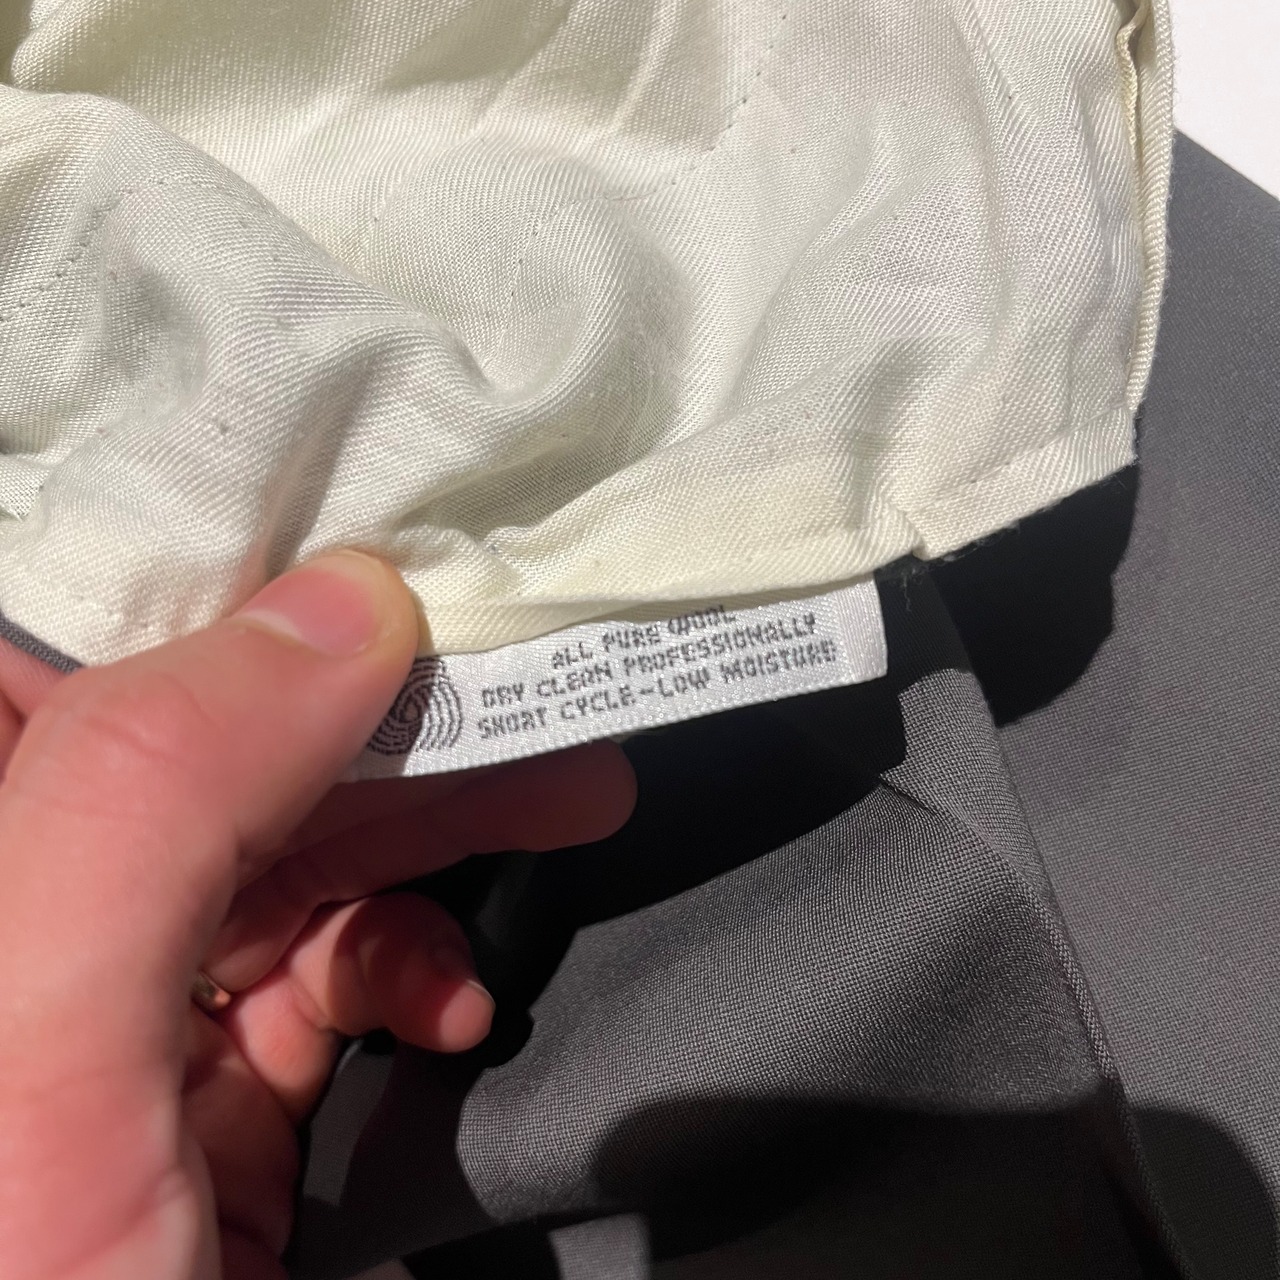 ALL PURE WOOL
DRY CLEAN PROFESSIONALLY
SHORT CYCLE-LOW MOISTURE